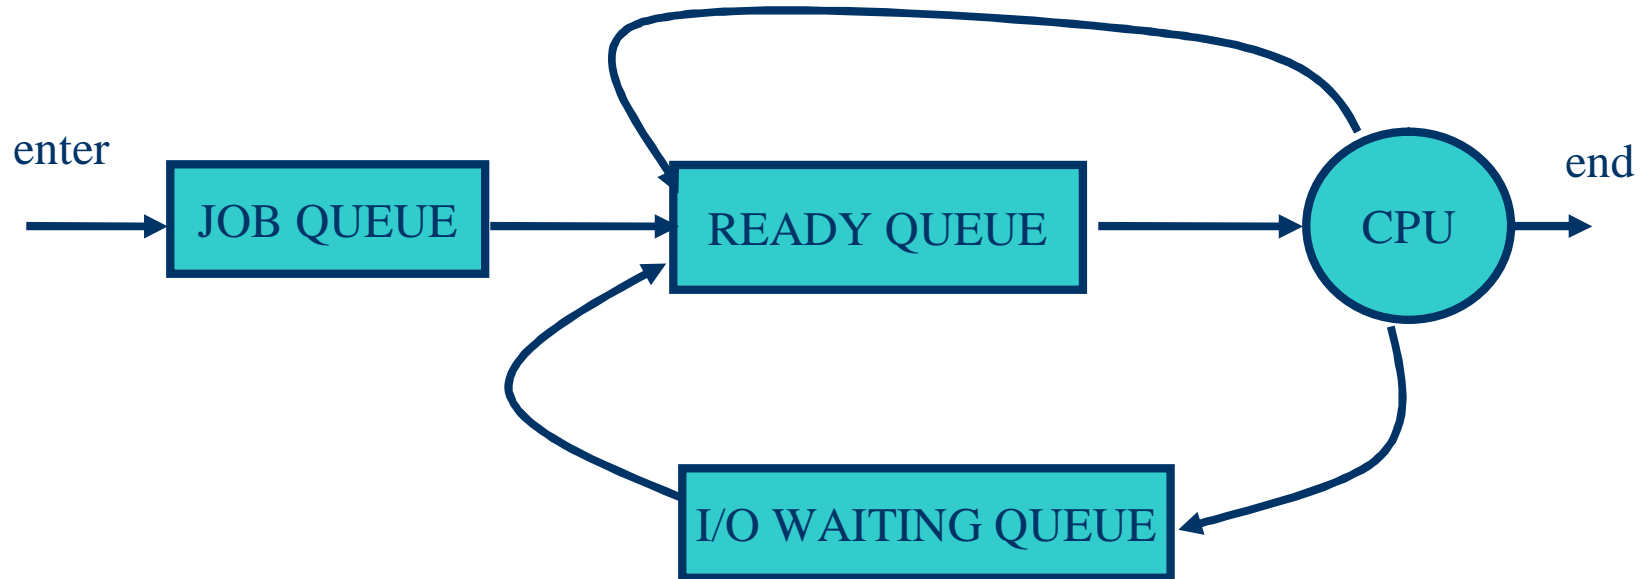 enter
JOB QUEUE
READY QUEUE
CPU
end
I/O WAITING QUEUE